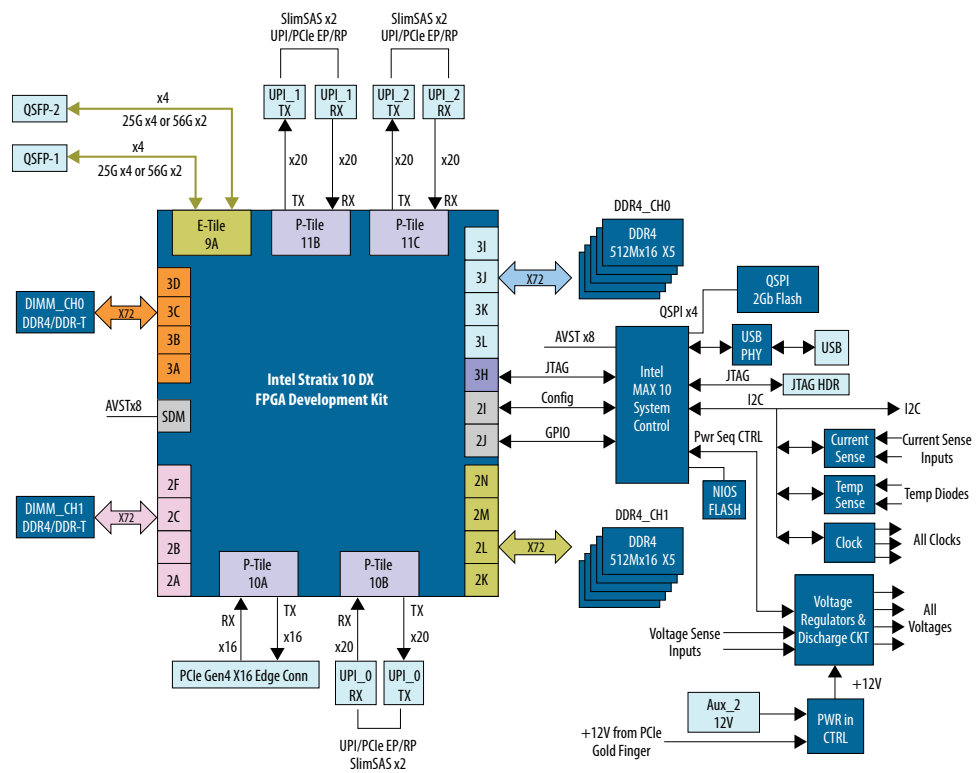 SlimSAS x2
UPI/PCIe EP/RP
SlimSAS x2
UPI/PCIe EP/RP
UPI_1
TX
UPI_1
RX
UPI_2
TX
UPI_2
RX
QSFP-2
x4
25G x4 or 56G x2
QSFP-1
x4
25G x4 or 56G x2
x20
x20
x20
x20
TX
RX
TX
RX
E-Tile
9A
P-Tile
11B
P-Tile
11C
DDR4_CH0
DDR4
512Mx16 X5
3I
3J
3K
3L
X72
3D
3C
3B
3A
DIMM_CH0
DDR4/DDR-T
X72
QSPI x4
QSPI
2Gb Flash
AVST x8
USB
PHY
USB
Intel Stratix 10 DX
FPGA Development Kit
3H
JTAG
Intel
MAX 10
System
Control
JTAG
JTAG HDR
2I
Config
I2C
I2C
AVSTx8
SDM
2J
GPIO
Pwr Seq CTRL
Current
Sense
Current Sense
Inputs
NIOS
FLASH
Temp
Sense
Temp Diodes
Clock
All Clocks
2F
2C
2B
2A
DIMM_CH1
DDR4/DDR-T
X72
2N
2M
2L
2K
X72
DDR4_CH1
DDR4
512Mx16 X5
P-Tile
10A
P-Tile
10B
RX
TX
RX
TX
x16
x16
x20
x20
PCIe Gen4 X16 Edge Conn
UPI_0
RX
UPI_0
TX
UPI/PCIe EP/RP
SlimSAS x2
Voltage Sense
Inputs
Voltage
Regulators &
Discharge CKT
All
Voltages
+12V
Aux_2
12V
PWR in
CTRL
+12V from PCIe
Gold Finger